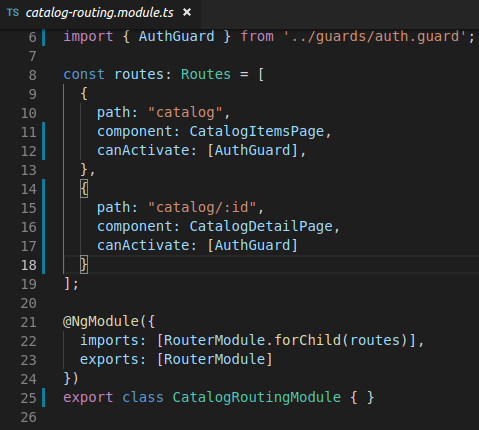 TS catalog-routing.module.ts ×
6 import { AuthGuard } from '../guards/auth.guard';
7
8 const routes: Routes = [
9   {
10     path: "catalog",
11     component: CatalogItemsPage,
12     canActivate: [AuthGuard],
13   },
14   {
15     path: "catalog/:id",
16     component: CatalogDetailPage,
17     canActivate: [AuthGuard]
18   }
19 ];
20
21 @NgModule({
22   imports: [RouterModule.forChild(routes)],
23   exports: [RouterModule]
24 })
25 export class CatalogRoutingModule { }
26